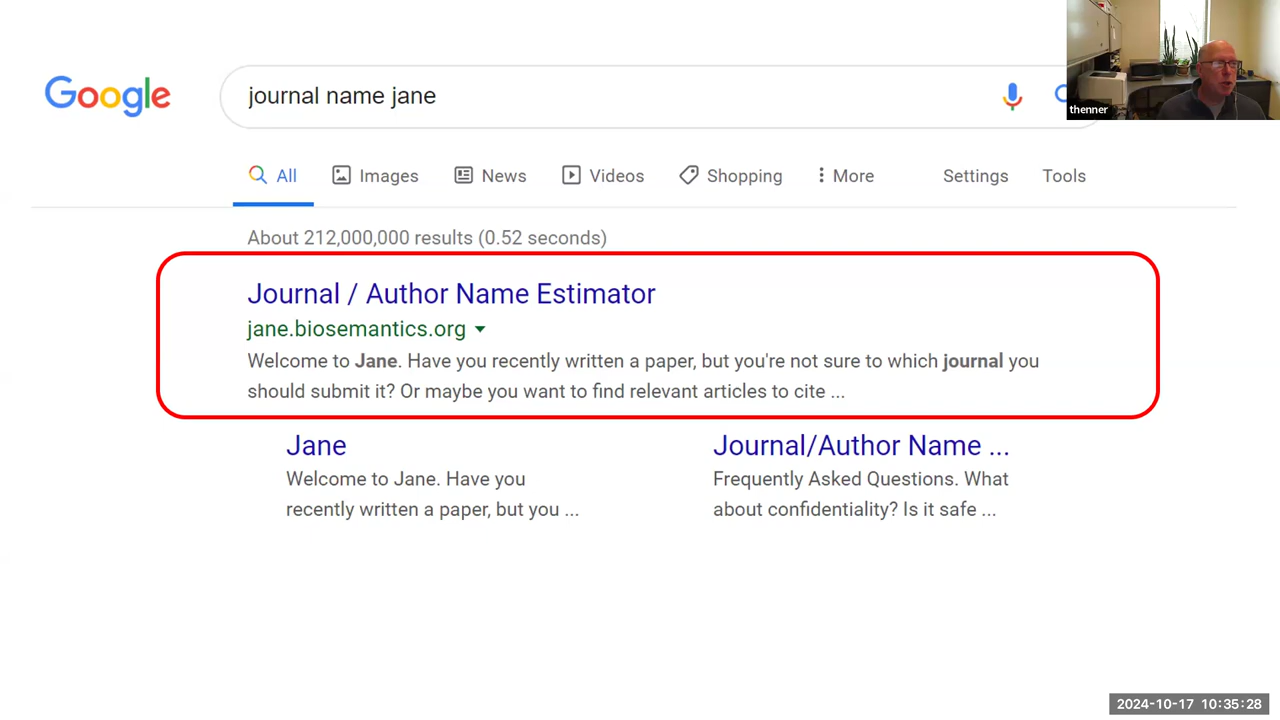 thenner
Google
journal name jane
All Images News Videos Shopping More Settings Tools
About 212,000,000 results (0.52 seconds)
Journal / Author Name Estimator
jane.biosemantics.org
Welcome to Jane. Have you recently written a paper, but you're not sure to which journal you
should submit it? Or maybe you want to find relevant articles to cite ...
Jane
Welcome to Jane. Have you
recently written a paper, but you ...
Journal/Author Name ...
Frequently Asked Questions. What
about confidentiality? Is it safe ...
2024-10-17 10:35:28